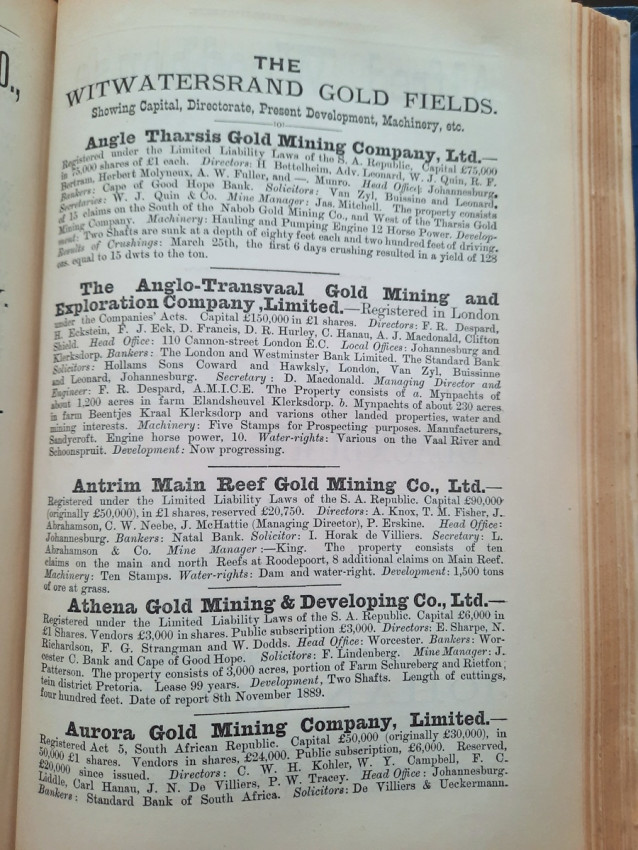 O.,
THE
WITWATERSRAND GOLD FIELDS.
Showing Capital, Directorate, Present Development, Machinery, etc.
Angle Tharsis Gold Mining Company, Ltd.—
Registered under the Limited Liability Laws of the S. A. Republic, Capital £75,000
in 75,000 shares of £1 each. Directors: H Bettelheim, Adv. Leonard, W. J. Quin, R. F.
Bertram, Herbert Molyneux, A. W. Fuller, and —. Munro. Head Office; Johannesburg.
Bankers: Cape of Good Hope Bank. Solicitors: Van Zyl, Buissine and Leonard.
Secretaries: W. J. Quin & Co. Mine Manager: Jas. Mitchell. The property consists
of 15 claims on the South of the Nabob Gold Mining Co., and West of the Tharsis Gold
Mining Company. Machinery: Hauling and Pumping Engine 12 Horse Power. Develop-
ment: Two Shafts are sunk at a depth of eighty feet each and two hundred feet of driving.
Results of Crushings: March 25th, the first 6 days crushing resulted in a yield of 128
ozs. equal to 15 dwts to the ton.
The Anglo-Transvaal Gold Mining and
Exploration Company ,Limited.—Registered in London
under the Companies' Acts. Capital £150,000 in £1 shares. Directors: F. R. Despard,
H. Eckstein, F. J. Eck, D. Francis, D. R. Hurley, C. Hanau, A. J. Macdonald, Clifton
Shield. Head Office: 110 Cannon-street London E.C. Local Offices: Johannesburg and
Klerksdorp. Bankers: The London and Westminster Bank Limited. The Standard Bank
Solicitors: Hollams Sons Coward and Hawksly, London, Van Zyl, Buissinne
and Leonard, Johannesburg. Secretary: D. Macdonald. Managing Director and
Engineer: F. R. Despard, A.M.I.C.E. The Property consists of a. Mynpachts of
about 1,200 acres in farm Elandsheuvel Klerksdorp. b. Mynpachts of about 230 acres
in farm Beentjes Kraal Klerksdorp and varions other landed properties, water and
mining interests. Machinery: Five Stamps for Prospecting purposes. Manufacturers,
Sandycroft. Engine horse power, 10. Water-rights: Various on the Vaal River and
Schoonspruit. Development: Now progressing.
Antrim Main Reef Gold Mining Co., Ltd.—
Registered under the Limited Liability Laws of the S. A. Republic. Capital £90,000
(originally £50,000), in £1 shares, reserved £20,750. Directors: A. Knox, T. M. Fisher, J.
Abrahamson, C. W. Neebe, J. McHattie (Managing Director), P. Erskine. Head Office:
Johannesburg. Bankers: Natal Bank. Solicitor: I. Horak de Villiers. Secretary: L.
Abrahamson & Co. Mine Manager:—King. The property consists of ten
claims on the main and north Reefs at Roodepoort, 8 additional claims on Main Reef.
Machinery: Ten Stamps. Water-rights: Dam and water-right. Development: 1,500 tons
of ore at grass.
Athena Gold Mining & Developing Co., Ltd.—
Registered under the Limited Liability Laws of the S. A. Republic. Capital £6,000 in
£1 Shares. Vendors £3,000 in shares. Public subscription £3,000. Directors: E. Sharpe, N.
Richardson, F. G. Strangman and W. Dodds. Head Office: Worcester. Bankers: Wor-
cester C. Bank and Cape of Good Hope. Solicitors: F. Lindenberg. Mine Manager: J.
Patterson. The property consists of 3,000 acres, portion of Farm Schureberg and Rietfon;
tein district Pretoria. Lease 99 years. Development, Two Shafts. Length of cuttings,
four hundred feet. Date of report 8th November 1889.
Aurora Gold Mining Company, Limited.—
Registered Act 5, South African Republic. Capital £50,000 (originally £30,000), in
50,000 £1 shares. Vendors in shares, £24,000. Public subscription, £6,000. Reserved,
£20,000 since issued. Directors: C. W. H. Kohler, W. Y. Campbell, F. C.
Liddle, Carl Hanau, J. N. De Villiers, P. W. Tracey. Head Office: Johannesburg.
Bankers: Standard Bank of South Africa. Solicitors: De Villiers & Ueckermann.